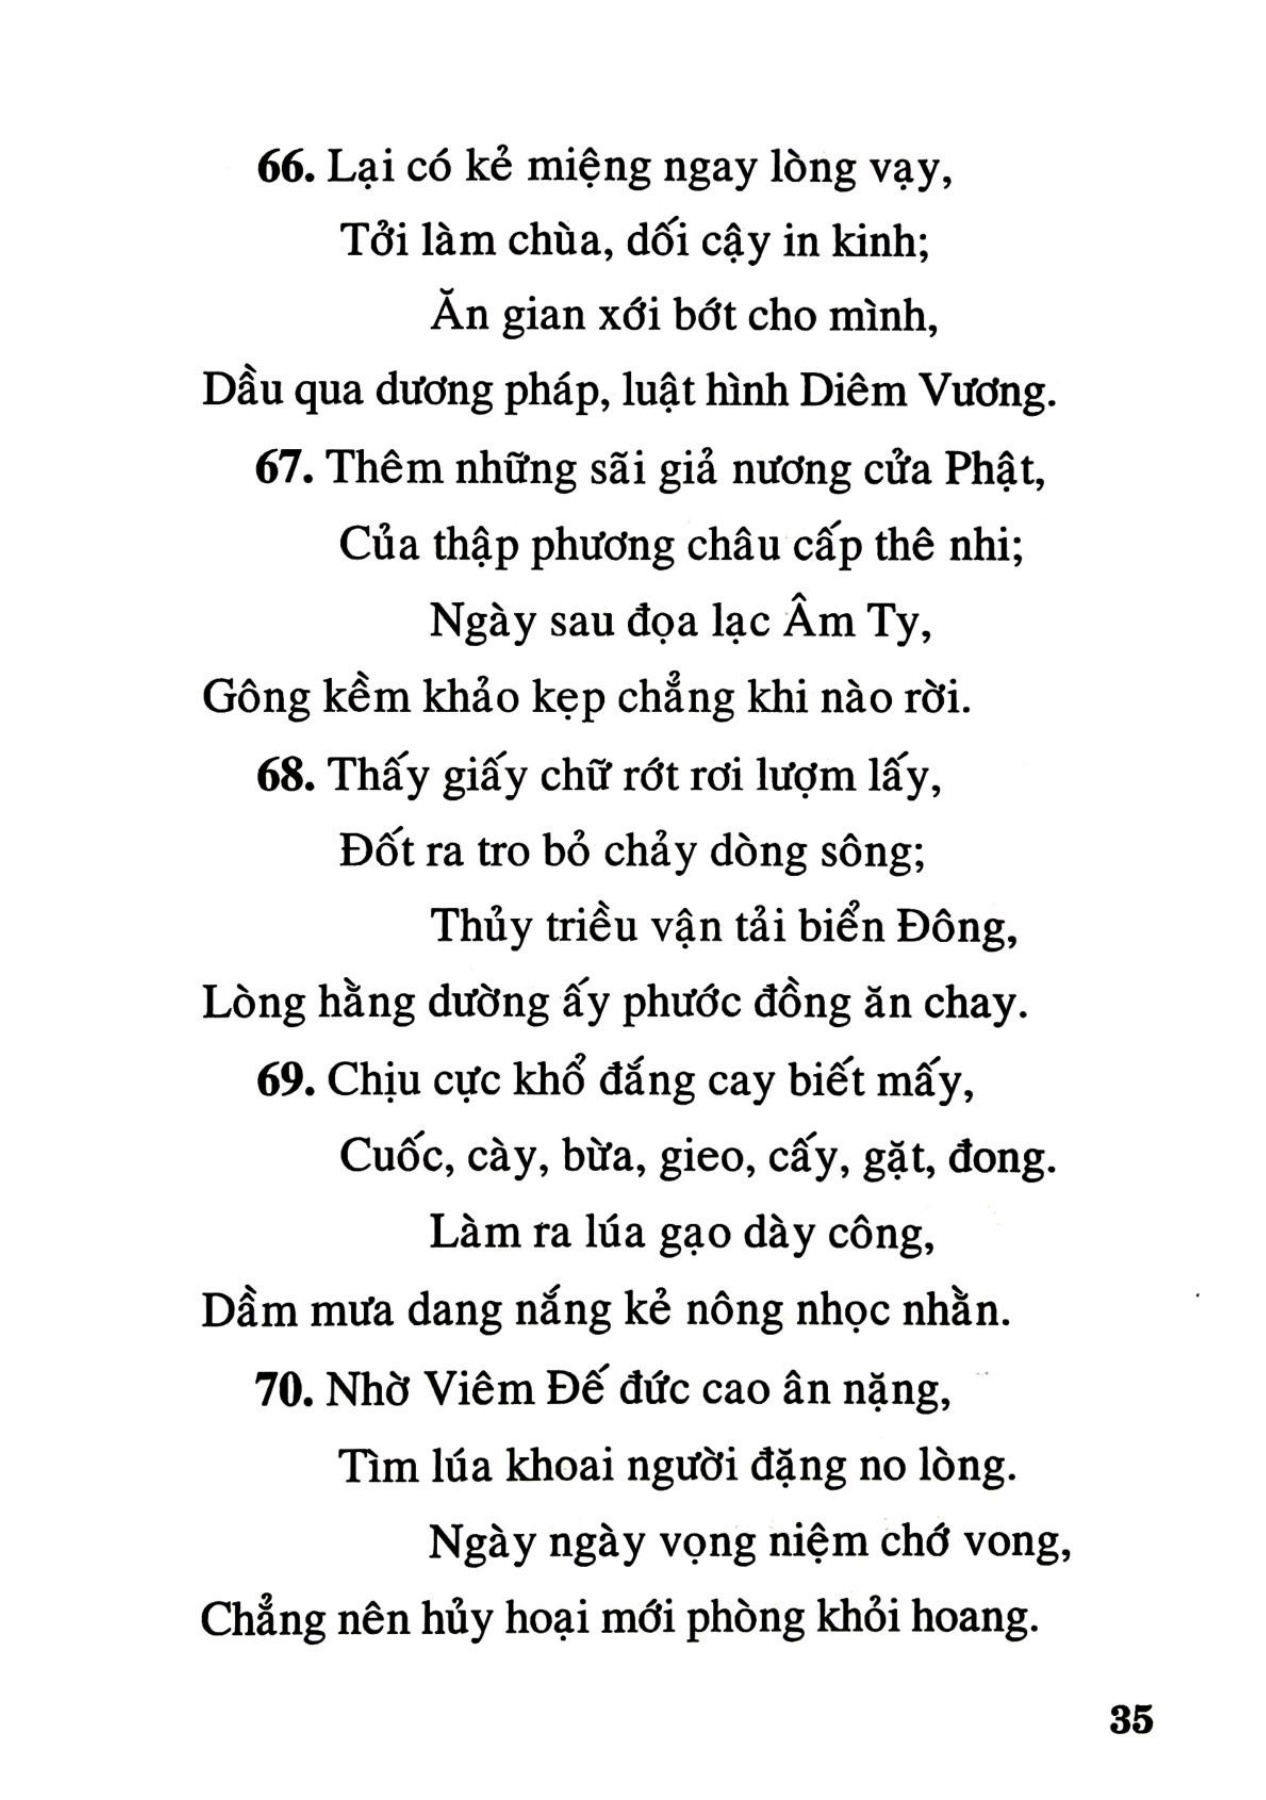 66. Lại có kẻ miệng ngay lòng vạy,
Tởi làm chùa, dối cậy in kinh;
Ăn gian xới bớt cho mình,
Dầu qua dương pháp, luật hình Diêm Vương.
67. Thêm những sãi giả nương cửa Phật,
Của thập phương châu cấp thê nhi;
Ngày sau đọa lạc Âm Ty,
Gông kềm khảo kẹp chẳng khi nào rời.
68. Thấy giấy chữ rớt rơi lượm lấy,
Đốt ra tro bỏ chảy dòng sông;
Thủy triều vận tải biển Đông,
Lòng hằng dường ấy phước đồng ăn chay.
69. Chịu cực khổ đắng cay biết mấy,
Cuốc, cày, bừa, gieo, cấy, gặt, đong.
Làm ra lúa gạo dày công,
Dầm mưa dang nắng kẻ nông nhọc nhằn.
70. Nhờ Viêm Đế đức cao ân nặng,
Tìm lúa khoai người đặng no lòng.
Ngày ngày vọng niệm chớ vong,
Chẳng nên hủy hoại mới phòng khỏi hoang.
35